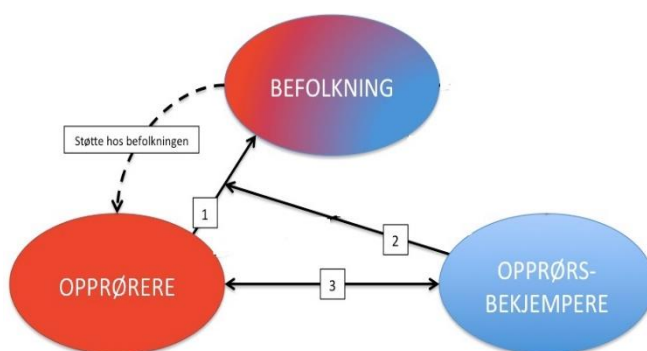 BEFOLKNING
Støtte hos befolkningen
1
2
OPPRØRERE
3
OPPRØRS-
BEKJEMPERE